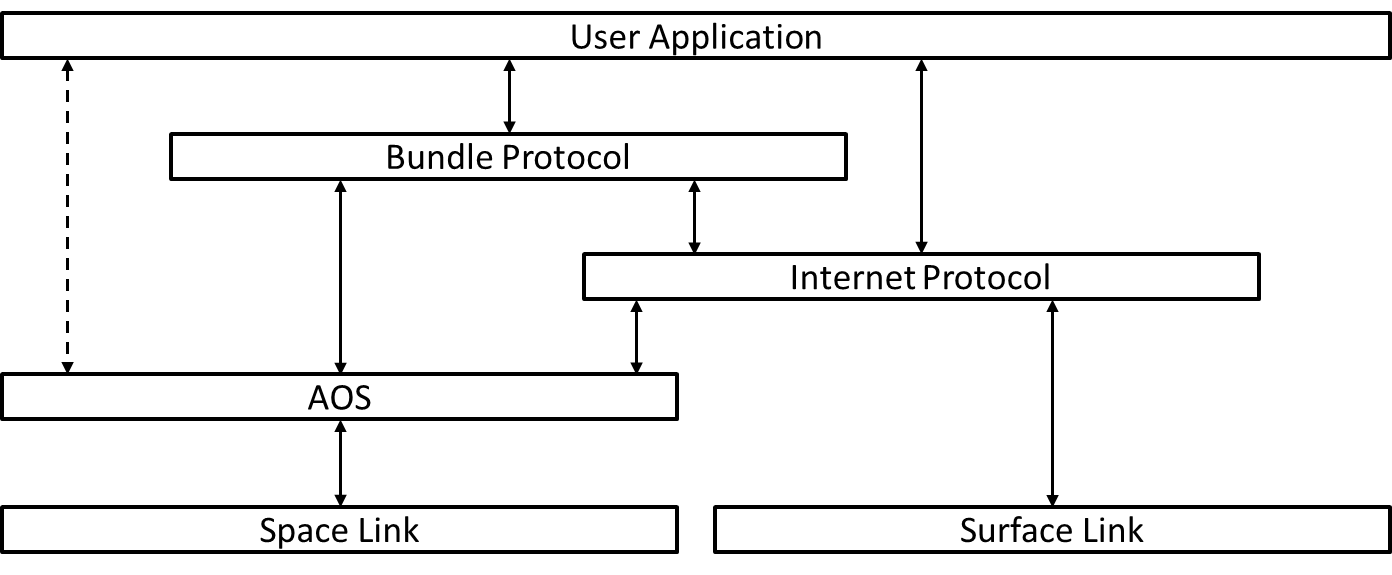 User Application
Bundle Protocol
Internet Protocol
AOS
Space Link
Surface Link